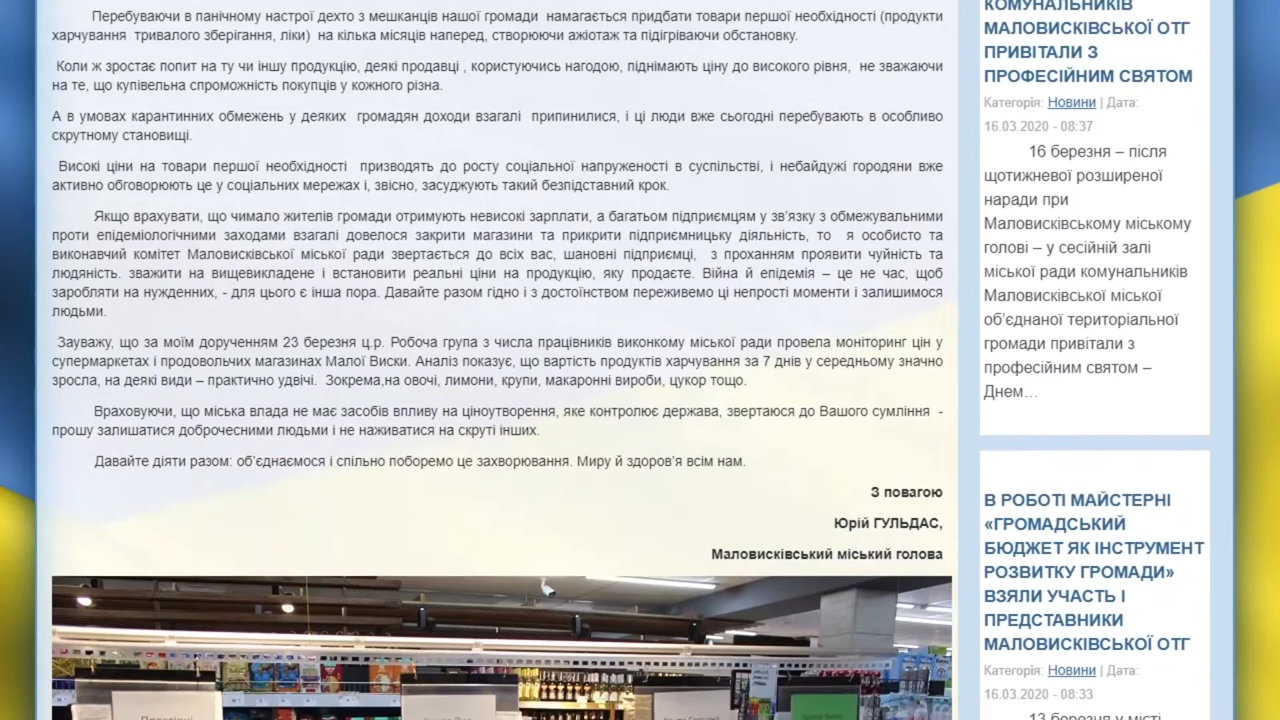 Перебуваючи в панічному настрої дехто з мешканців нашої громади намагається придбати товари першої необхідності (продукти
харчування тривалого зберігання, ліки) на кілька місяців наперед, створюючи ажіотаж та підігріваючи обстановку.
Коли ж зростає попит на ту чи іншу продукцію, деякі продавці , користуючись нагодою, піднімають ціну до високого рівня, не зважаючи
на те, що купівельна спроможність покупців у кожного різна.
А в умовах карантинних обмежень у деяких громадян доходи взагалі припинилися, і ці люди вже сьогодні перебувають в особливо
скрутному становищі.
Високі ціни на товари першої необхідності призводять до росту соціальної напруженості в суспільстві, і небайдужі городяни вже
активно обговорюють це у соціальних мережах і, звісно, засуджують такий безпідставний крок.
Якщо врахувати, що чимало жителів громади отримують невисокі зарплати, а багатьом підприємцям у зв’язку з обмежувальними
проти епідеміологічними заходами взагалі довелося закрити магазини та прикрити підприємницьку діяльність, то я особисто та
виконавчий комітет Маловисківської міської ради звертається до всіх вас, шановні підприємці, з проханням проявити чуйність та
людяність. зважити на вищевикладене і встановити реальні ціни на продукцію, яку продаєте. Війна й епідемія – це не час, щоб
заробляти на нужденних, - для цього є інша пора. Давайте разом гідно і з достоїнством переживемо ці непрості моменти і залишимося
людьми.
Зауважу, що за моїм дорученням 23 березня ц.р. Робоча група з числа працівників виконкому міської ради провела моніторинг цін у
супермаркетах і продовольчих магазинах Малої Виски. Аналіз показує, що вартість продуктів харчування за 7 днів у середньому значно
зросла, на деякі види – практично удвічі. Зокрема,на овочі, лимони, крупи, макаронні вироби, цукор тощо.
Враховуючи, що міська влада не має засобів впливу на ціноутворення, яке контролює держава, звертаюся до Вашого сумління -
прошу залишатися доброчесними людьми і не наживатися на скруті інших.
Давайте діяти разом: об’єднаємося і спільно поборемо це захворювання. Миру й здоров’я всім нам.
З повагою
Юрій ГУЛЬДАС,
Маловисківський міський голова
КОМУНАЛЬНИКІВ
МАЛОВИСКІВСЬКОЇ ОТГ
ПРИВІТАЛИ З
ПРОФЕСІЙНИМ СВЯТОМ
Категорія: Новини | Дата:
16.03.2020 - 08:37
16 березня – після
щотижневої розширеної
наради при
Маловисківському міському
голові – у сесійній залі
міської ради комунальників
Маловисківської міської
об’єднаної територіальної
громади привітали з
професійним святом –
Днем…
В РОБОТІ МАЙСТЕРНІ
«ГРОМАДСЬКИЙ
БЮДЖЕТ ЯК ІНСТРУМЕНТ
РОЗВИТКУ ГРОМАДИ»
ВЗЯЛИ УЧАСТЬ І
ПРЕДСТАВНИКИ
МАЛОВИСКІВСЬКОЇ ОТГ
Категорія: Новини | Дата:
16.03.2020 - 08:33
13 березня у місті